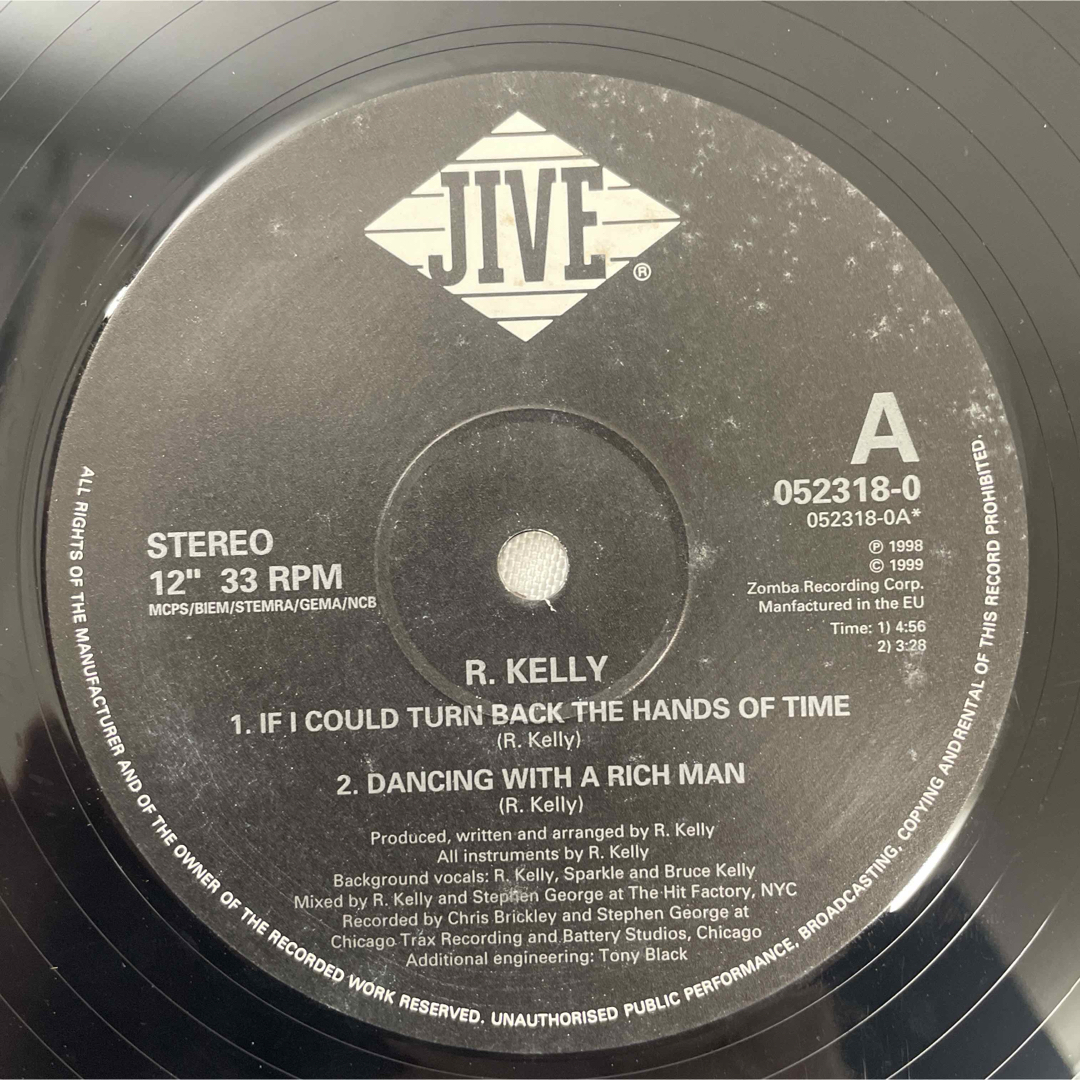 JIVE
®
A
052318-0
052318-0A*
℗ 1998
© 1999
Zomba Recording Corp.
Manfactured in the EU
Time: 1) 4:56
2) 3:28
STEREO
12" 33 RPM
MCPS/BIEM/STEMRA/GEMA/NCB
R. KELLY
1. IF I COULD TURN BACK THE HANDS OF TIME
(R. Kelly)
2. DANCING WITH A RICH MAN
(R. Kelly)
Produced, written and arranged by R. Kelly
All instruments by R. Kelly
Background vocals: R. Kelly, Sparkle and Bruce Kelly
Mixed by R. Kelly and Stephen George at The Hit Factory, NYC
Recorded by Chris Brickley and Stephen George at
Chicago Trax Recording and Battery Studios, Chicago
Additional engineering: Tony Black
ALL RIGHTS OF THE MANUFACTURER AND OF THE OWNER OF THE RECORDED WORK RESERVED. UNAUTHORISED PUBLIC PERFORMANCE, BROADCASTING, COPYING AND RENTAL OF THIS RECORD PROHIBITED.